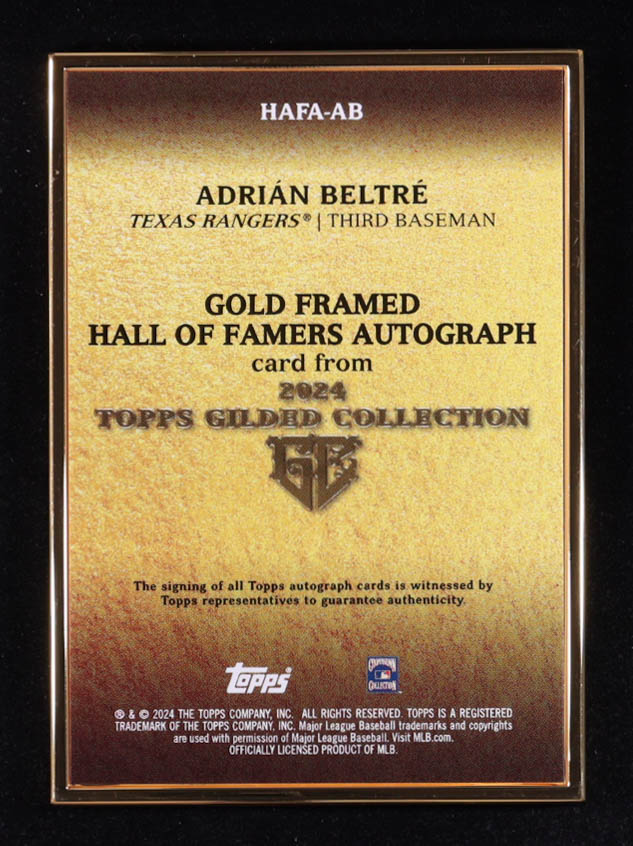 HAFA-AB
ADRIÁN BELTRÉ
TEXAS RANGERS® | THIRD BASEMAN
GOLD FRAMED
HALL OF FAMERS AUTOGRAPH
card from
2024
TOPPS GILDED COLLECTION
GC
The signing of all Topps autograph cards is witnessed by
Topps representatives to guarantee authenticity.
topps®
COOPERSTOWN
COLLECTION
® & © 2024 THE TOPPS COMPANY, INC. ALL RIGHTS RESERVED. TOPPS IS A REGISTERED
TRADEMARK OF THE TOPPS COMPANY, INC. Major League Baseball trademarks and copyrights
are used with permission of Major League Baseball. Visit MLB.com.
OFFICIALLY LICENSED PRODUCT OF MLB.